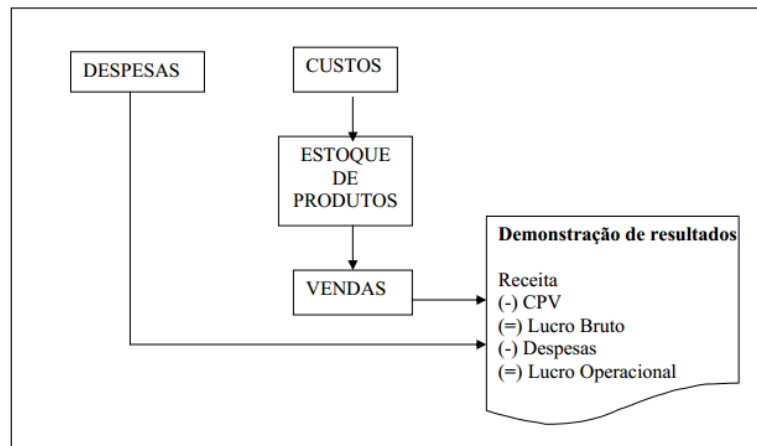 DESPESAS
CUSTOS
ESTOQUE
DE
PRODUTOS
VENDAS
Demonstração de resultados
Receita
(-) CPV
(=) Lucro Bruto
(-) Despesas
(=) Lucro Operacional